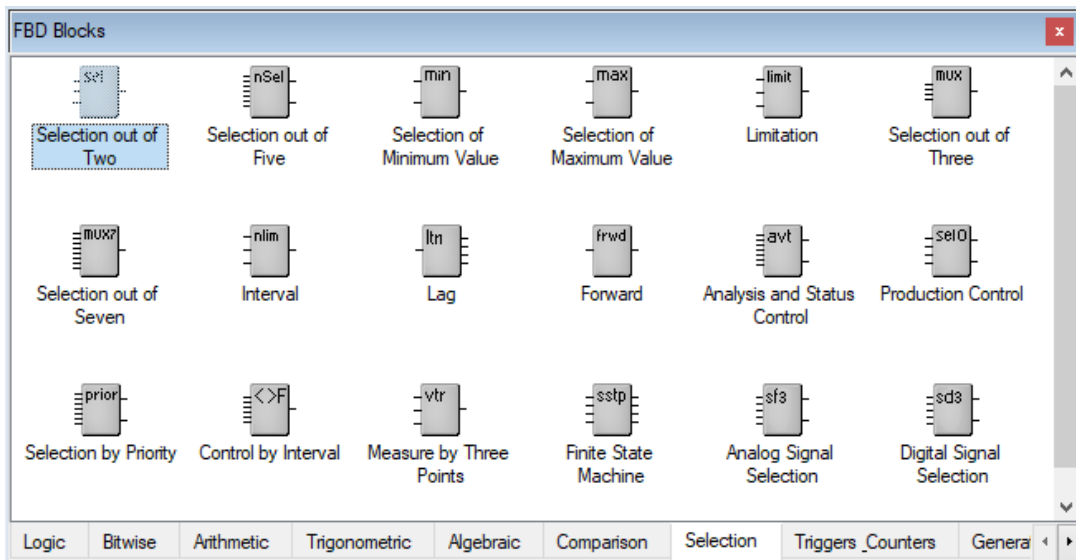 FBD Blocks
x
sel nSel min max limit mux
Selection out of Two
Selection out of Five
Selection of Minimum Value
Selection of Maximum Value
Limitation
Selection out of Three
mux7 nlim ltn frwd avt sel0
Selection out of Seven
Interval
Lag
Forward
Analysis and Status Control
Production Control
prior <>F vtr sstp sf3 sd3
Selection by Priority
Control by Interval
Measure by Three Points
Finite State Machine
Analog Signal Selection
Digital Signal Selection
Logic Bitwise Arithmetic Trigonometric Algebraic Comparison Selection Triggers_Counters Genera